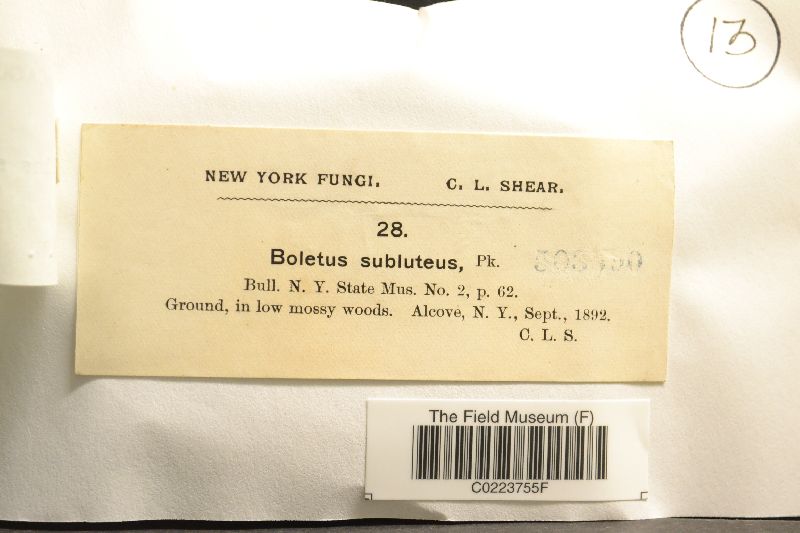 13
NEW YORK FUNGI. C. L. SHEAR.
28.
Boletus subluteus, Pk.
Bull. N. Y. State Mus. No. 2, p. 62.
Ground, in low mossy woods. Alcove, N. Y., Sept., 1892.
C. L. S.
The Field Museum (F)
C0223755F